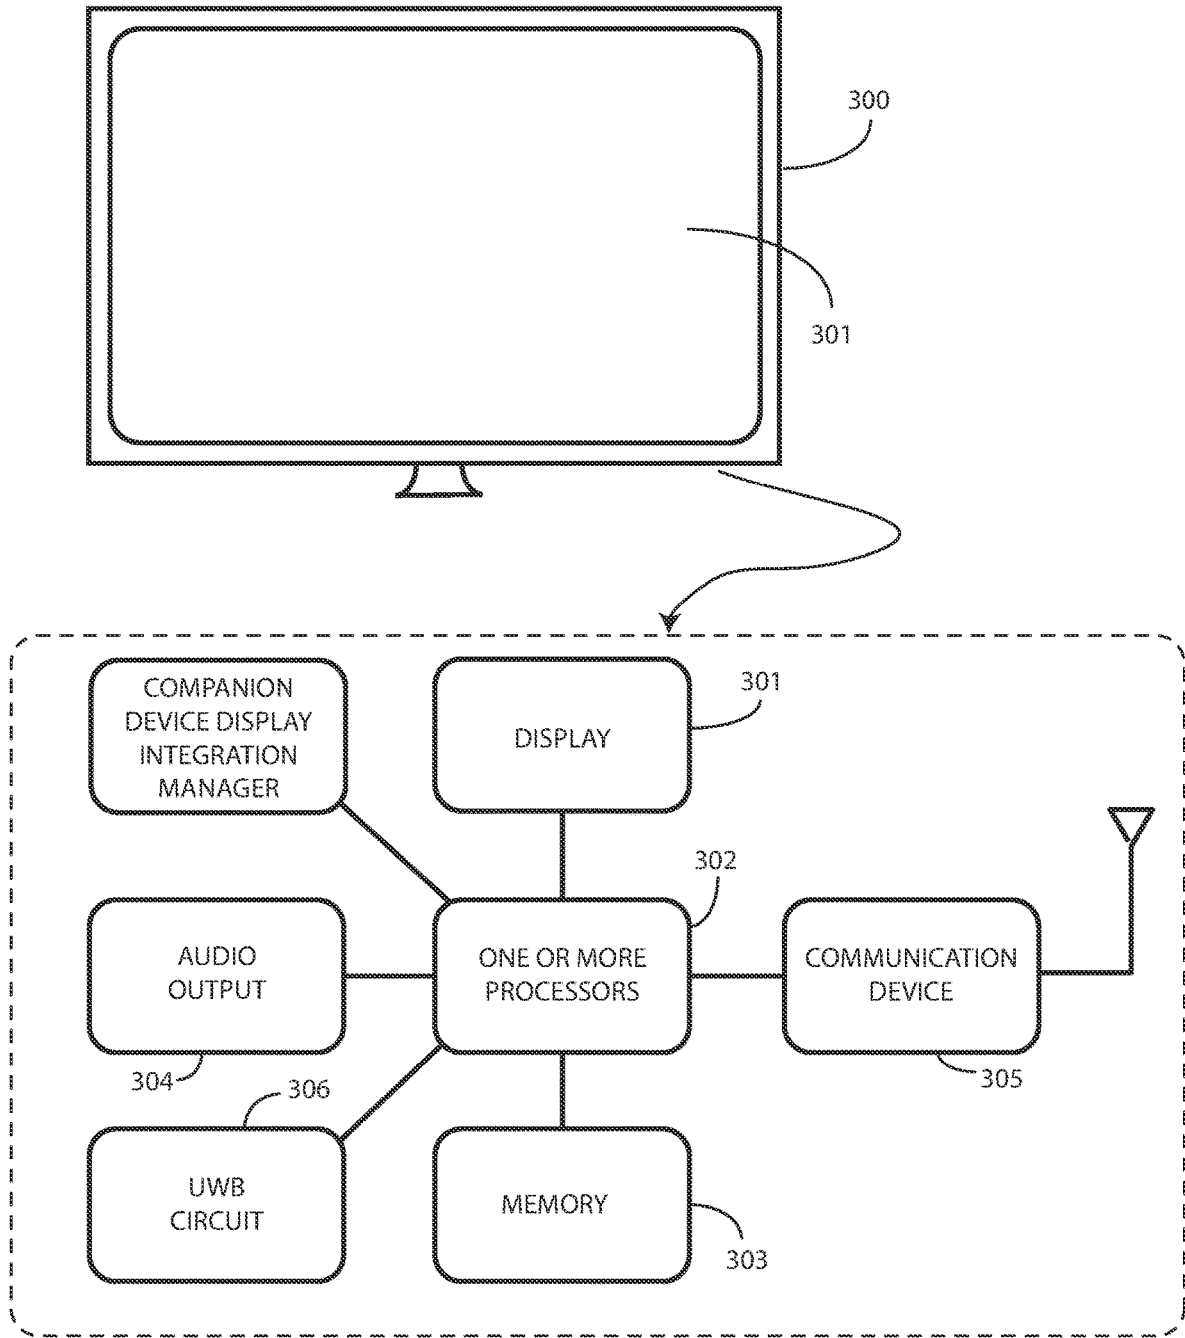 300
301
COMPANION
DEVICE DISPLAY
INTEGRATION
MANAGER
DISPLAY
301
302
AUDIO
OUTPUT
304
ONE OR MORE
PROCESSORS
COMMUNICATION
DEVICE
305
306
UWB
CIRCUIT
MEMORY
303